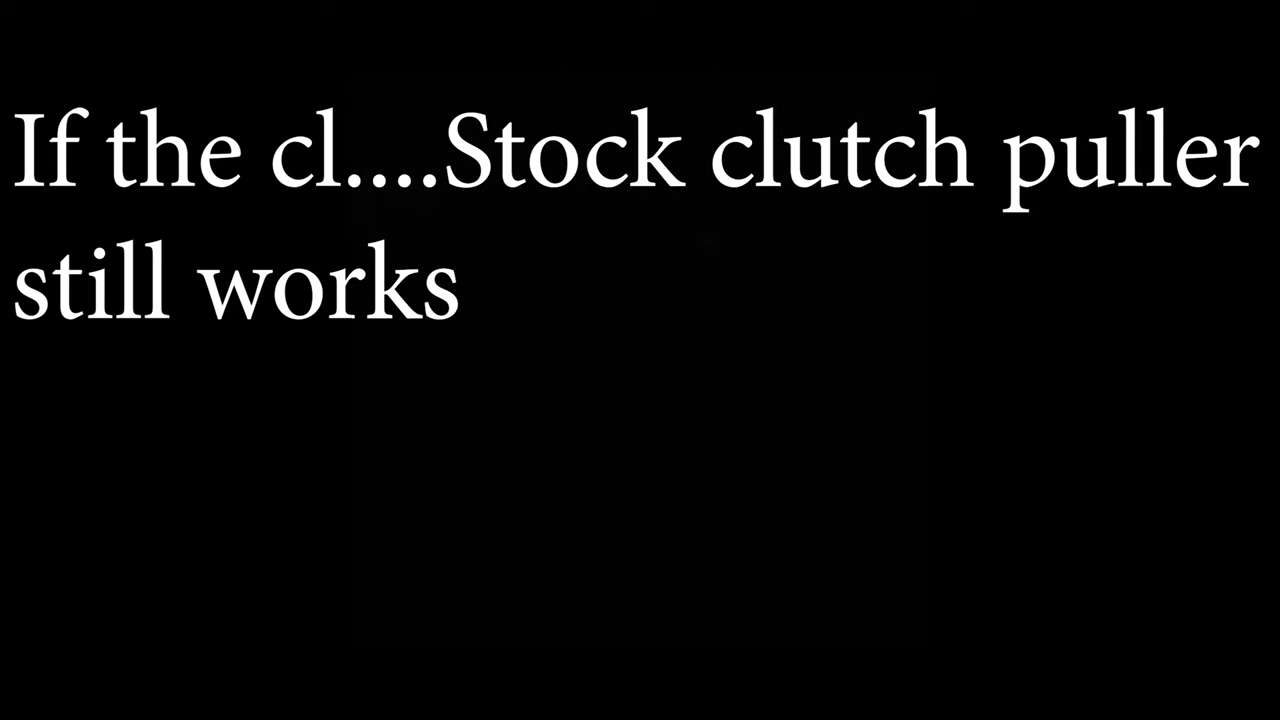 If the cl....Stock clutch puller
still works